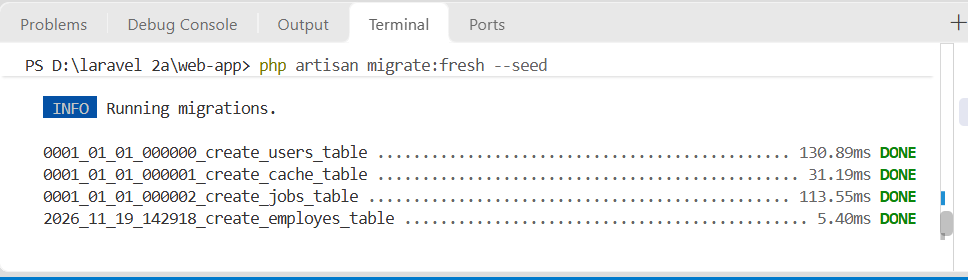 Problems Debug Console Output Terminal Ports
PS D:\laravel 2a\web-app> php artisan migrate:fresh --seed
INFO Running migrations.
0001_01_01_000000_create_users_table ................................................ 130.89ms DONE
0001_01_01_000001_create_cache_table ................................................. 31.19ms DONE
0001_01_01_000002_create_jobs_table ................................................. 113.55ms DONE
2026_11_19_142918_create_employes_table ............................................... 5.40ms DONE